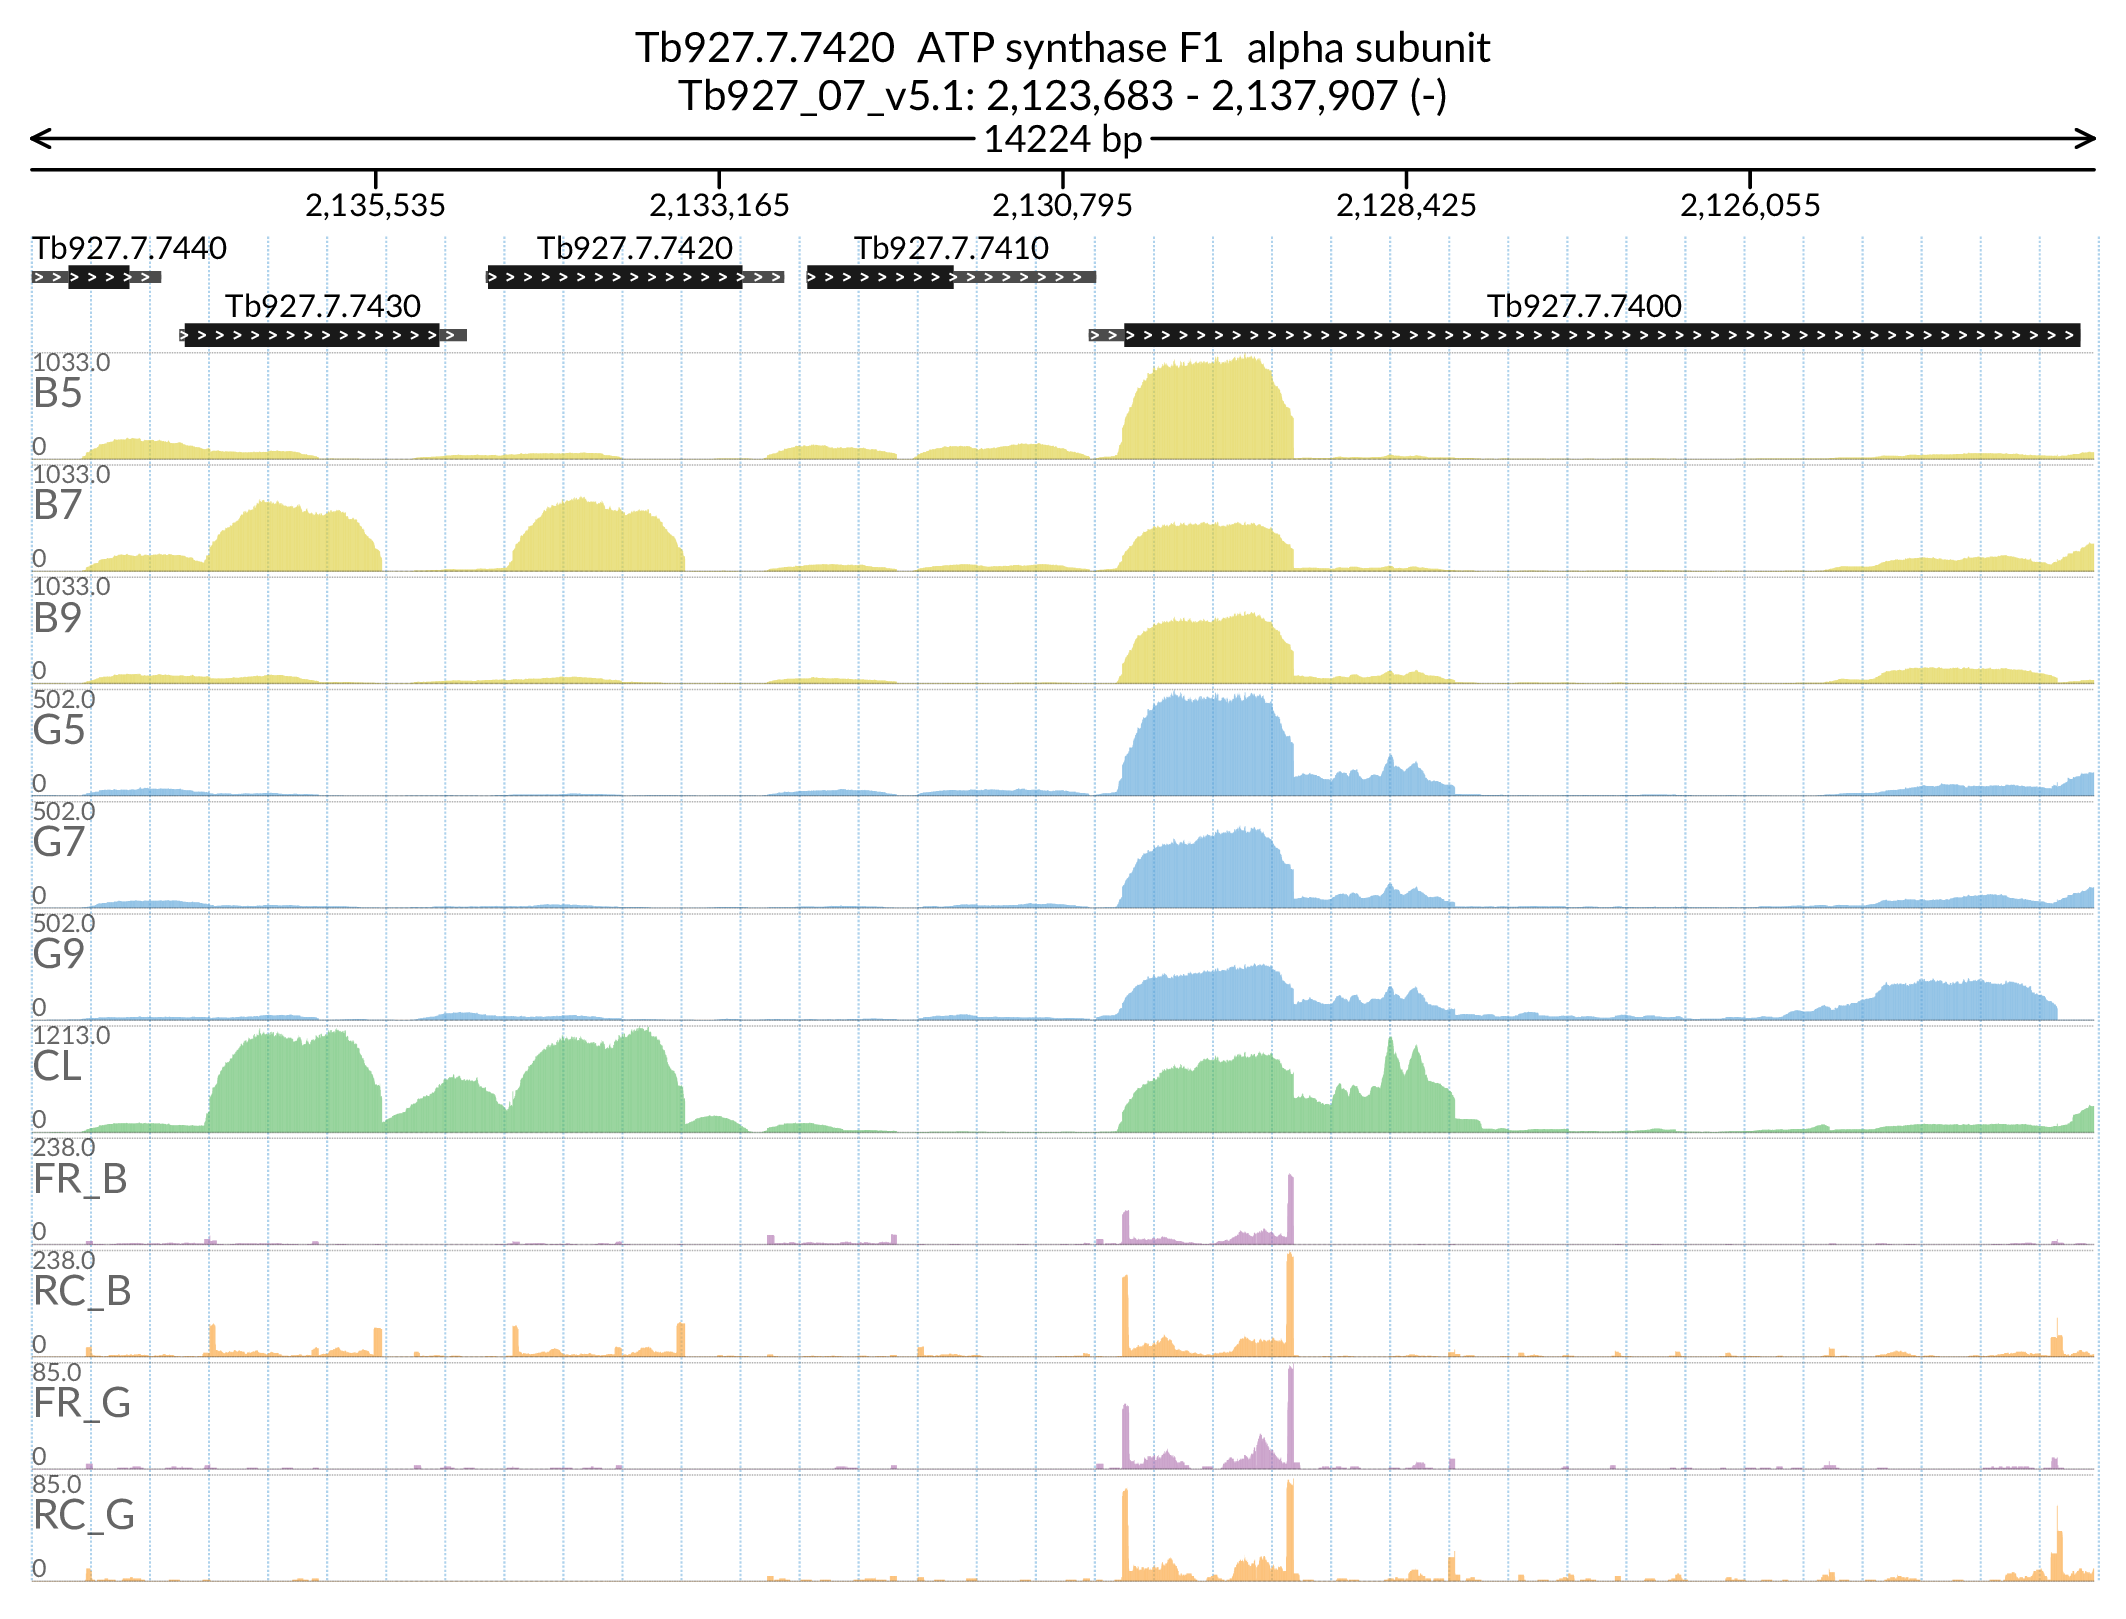 Tb927.7.7420  ATP synthase F1  alpha subunit
Tb927_07_v5.1: 2,123,683 - 2,137,907 (-)
14224 bp
2,135,535 2,133,165 2,130,795 2,128,425 2,126,055
Tb927.7.7440 Tb927.7.7420 Tb927.7.7410
Tb927.7.7430 Tb927.7.7400
1033.0
B5
0
1033.0
B7
0
1033.0
B9
0
502.0
G5
0
502.0
G7
0
502.0
G9
0
1213.0
CL
0
238.0
FR_B
0
238.0
RC_B
0
85.0
FR_G
0
85.0
RC_G
0